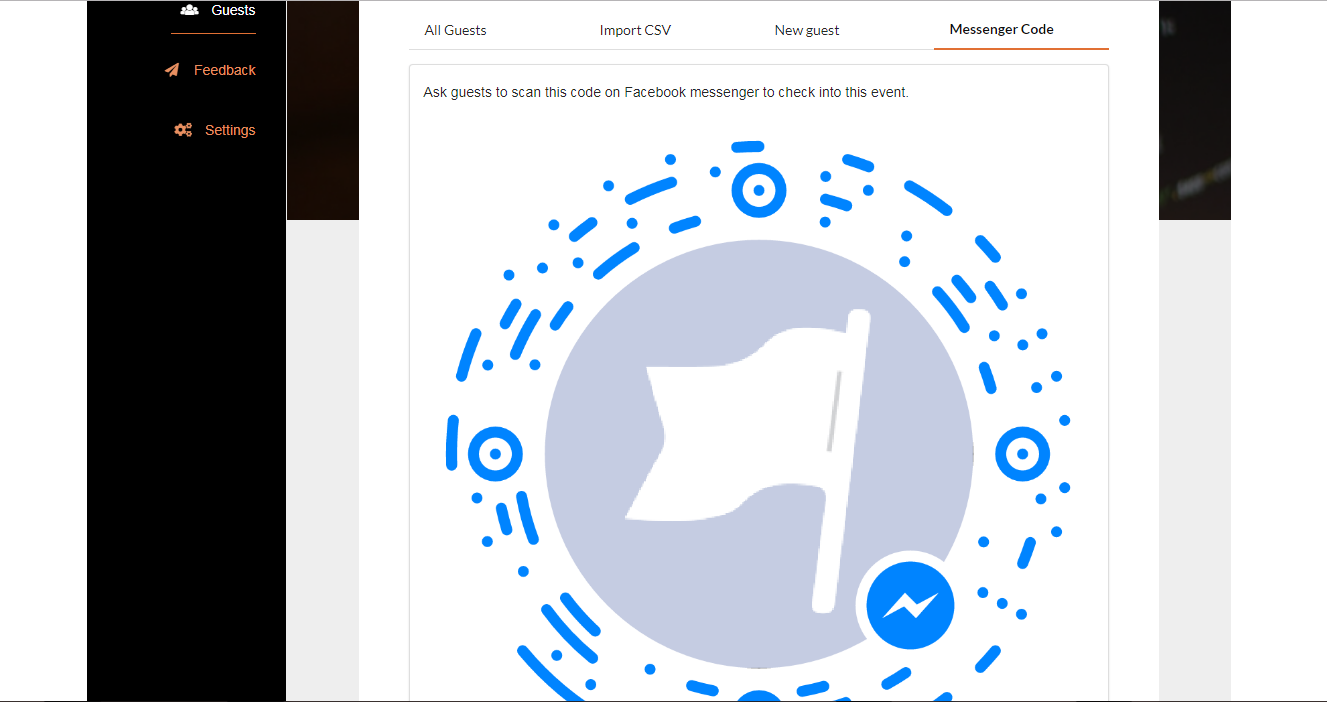 Guests
Feedback
Settings
All Guests
Import CSV
New guest
Messenger Code
Ask guests to scan this code on Facebook messenger to check into this event.